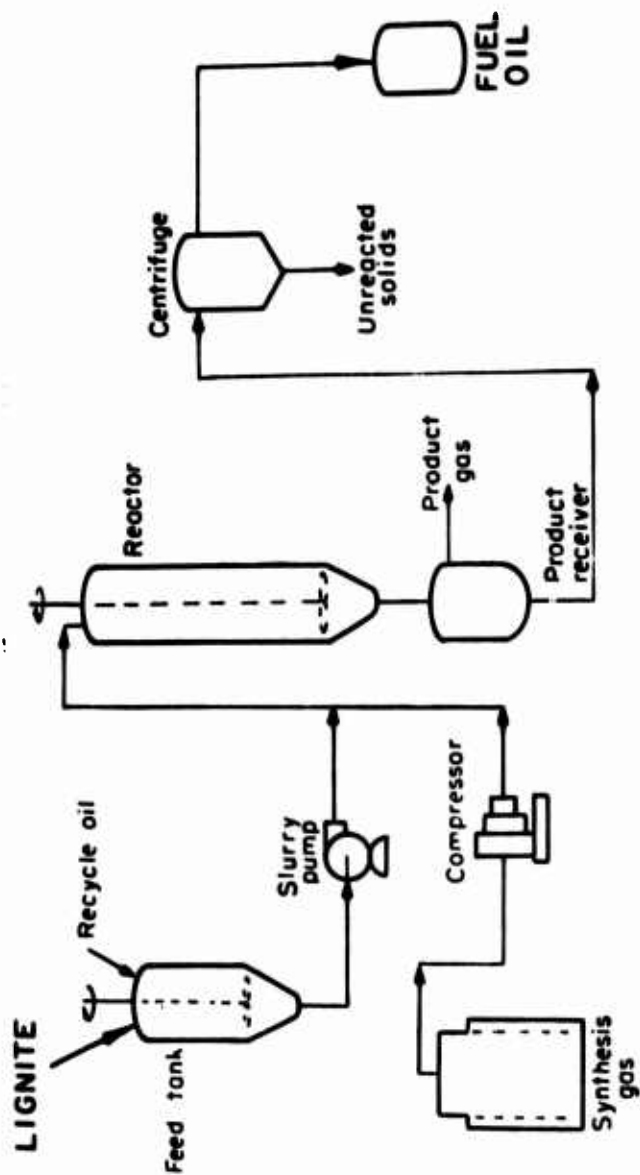 LIGNITE
Recycle oil
Feed tank
Slurry
pump
Compressor
Synthesis
gas
Reactor
Product
gas
Product
receiver
Centrifuge
Unreacted
solids
FUEL
OIL